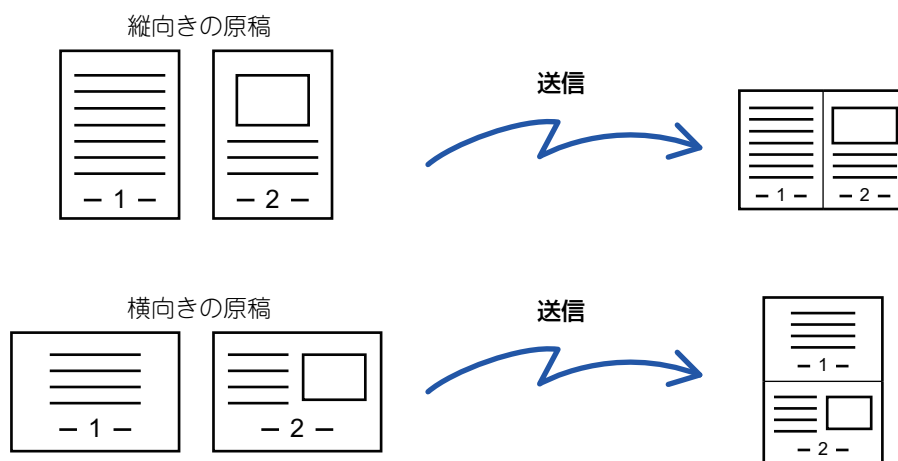 縦向きの原稿
送信
– 1 –
– 2 –
– 1 –
– 2 –
横向きの原稿
送信
– 1 –
– 2 –
– 1 –
– 2 –